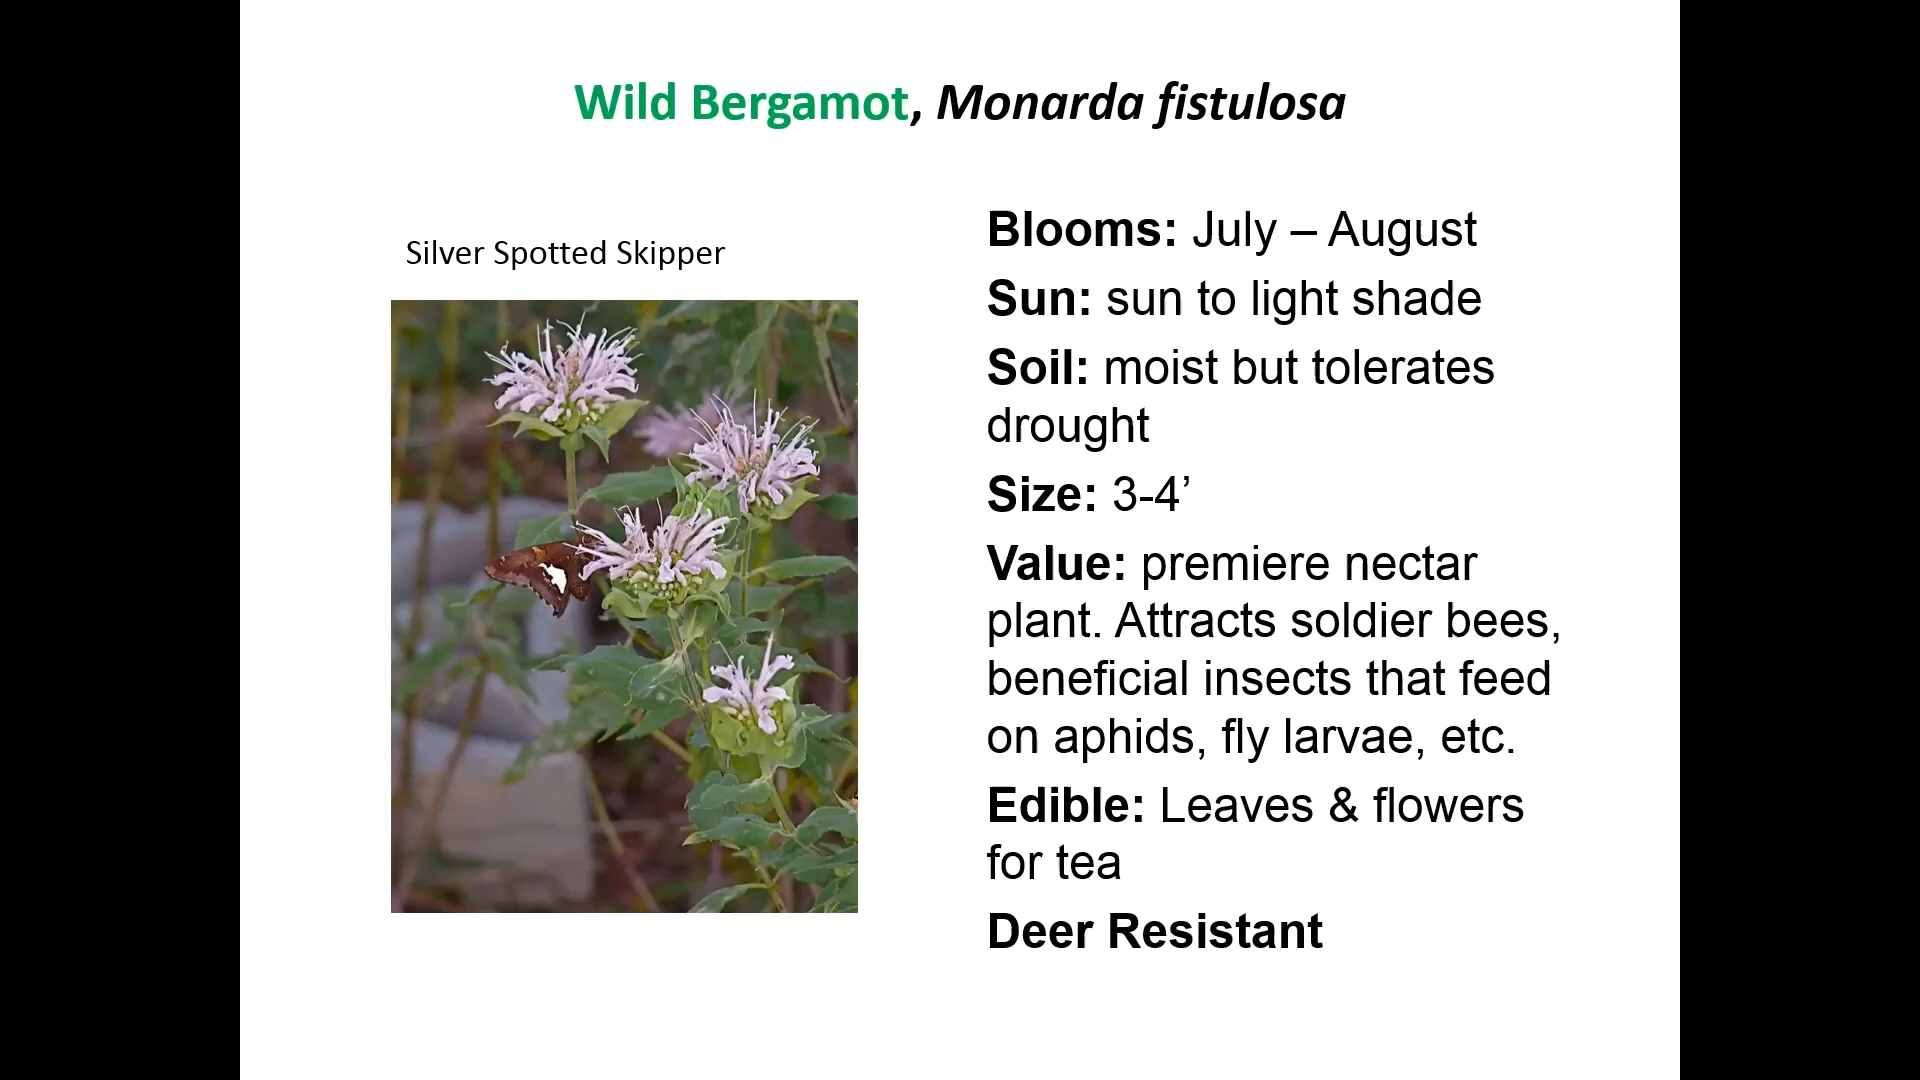 Wild Bergamot, Monarda fistulosa
Silver Spotted Skipper
Blooms: July – August
Sun: sun to light shade
Soil: moist but tolerates
drought
Size: 3-4’
Value: premiere nectar
plant. Attracts soldier bees,
beneficial insects that feed
on aphids, fly larvae, etc.
Edible: Leaves & flowers
for tea
Deer Resistant